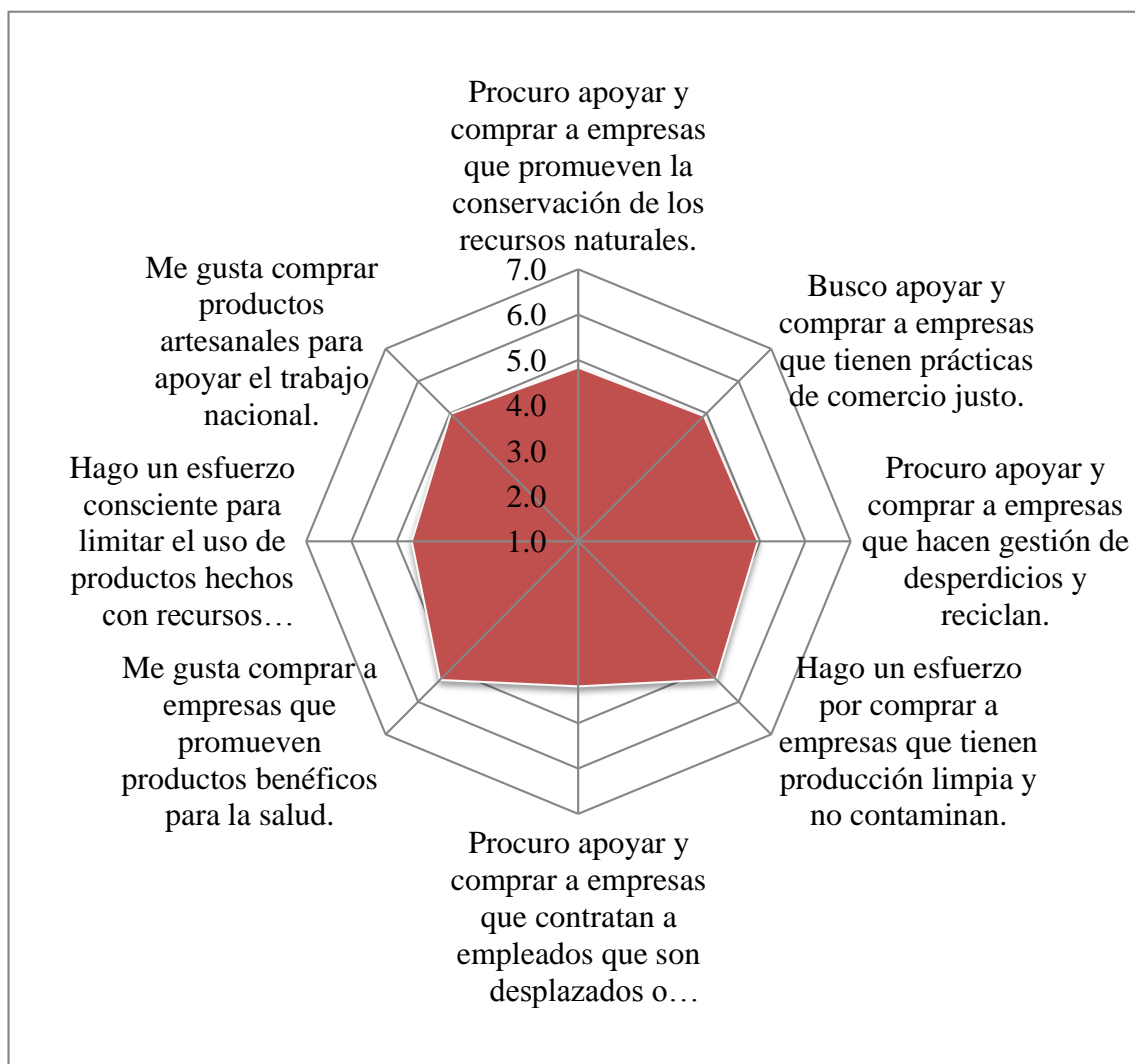 Procuro apoyar y
comprar a empresas
que promueven la
conservación de los
recursos naturales.
Busco apoyar y
comprar a empresas
que tienen prácticas
de comercio justo.
Procuro apoyar y
comprar a empresas
que hacen gestión de
desperdicios y
reciclan.
Hago un esfuerzo
por comprar a
empresas que tienen
producción limpia y
no contaminan.
Procuro apoyar y
comprar a empresas
que contratan a
empleados que son
desplazados o…
Me gusta comprar a
empresas que
promueven
productos benéficos
para la salud.
Hago un esfuerzo
consciente para
limitar el uso de
productos hechos
con recursos…
Me gusta comprar
productos
artesanales para
apoyar el trabajo
nacional.
7.0
6.0
5.0
4.0
3.0
2.0
1.0